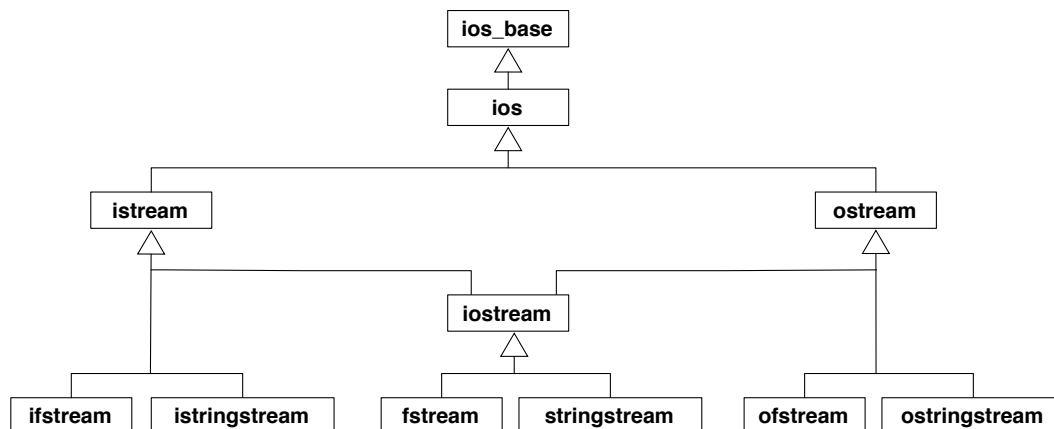 ios_base
ios
istream
ostream
iostream
ifstream
istringstream
fstream
stringstream
ofstream
ostringstream